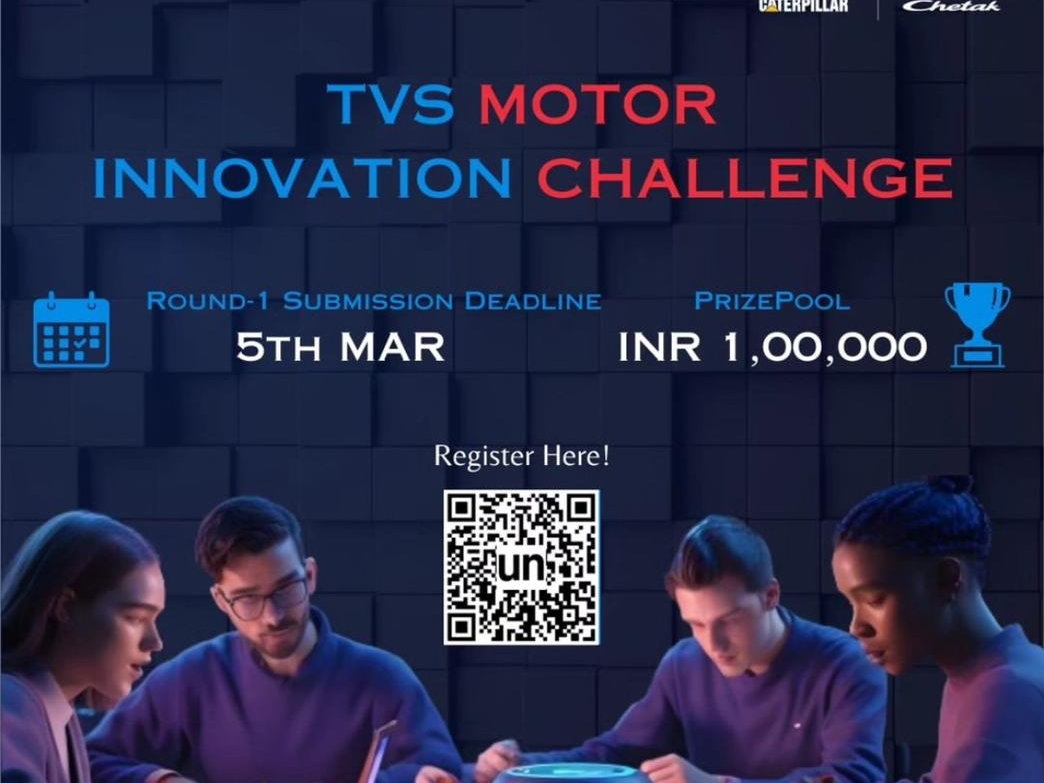 CATERPILLAR Chetak
TVS MOTOR
INNOVATION CHALLENGE
ROUND-1 SUBMISSION DEADLINE PRIZEPOOL
5TH MAR INR 1,00,000
Register Here!
un